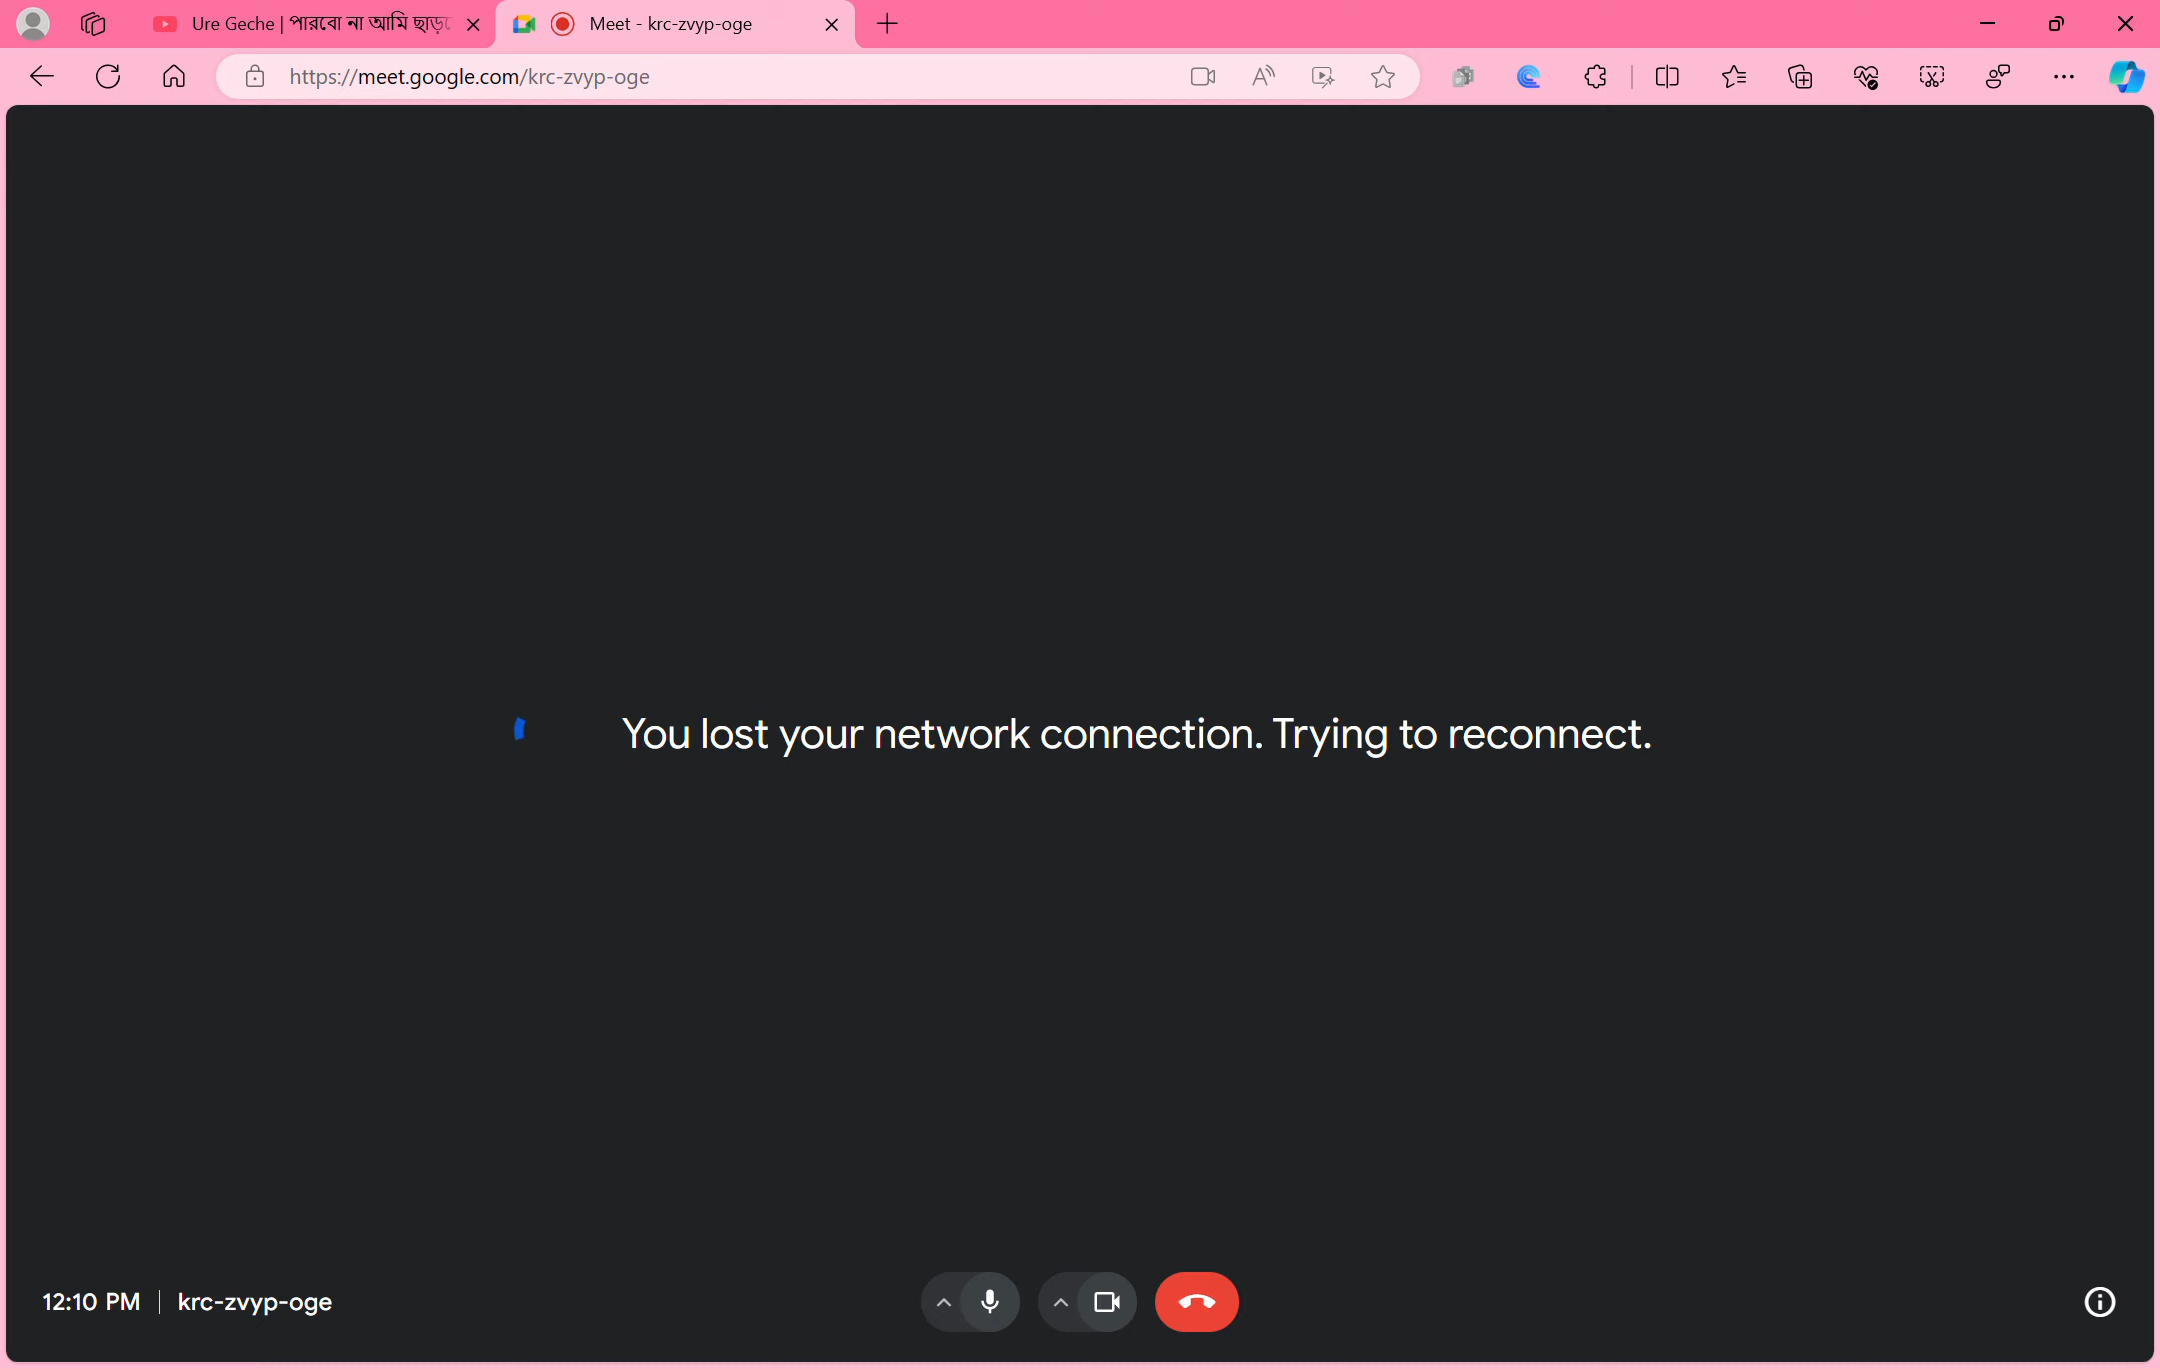 Ure Geche | পারবো না আমি ছাড়
Meet - krc-zvyp-oge
https://meet.google.com/krc-zvyp-oge
You lost your network connection. Trying to reconnect.
12:10 PM | krc-zvyp-oge